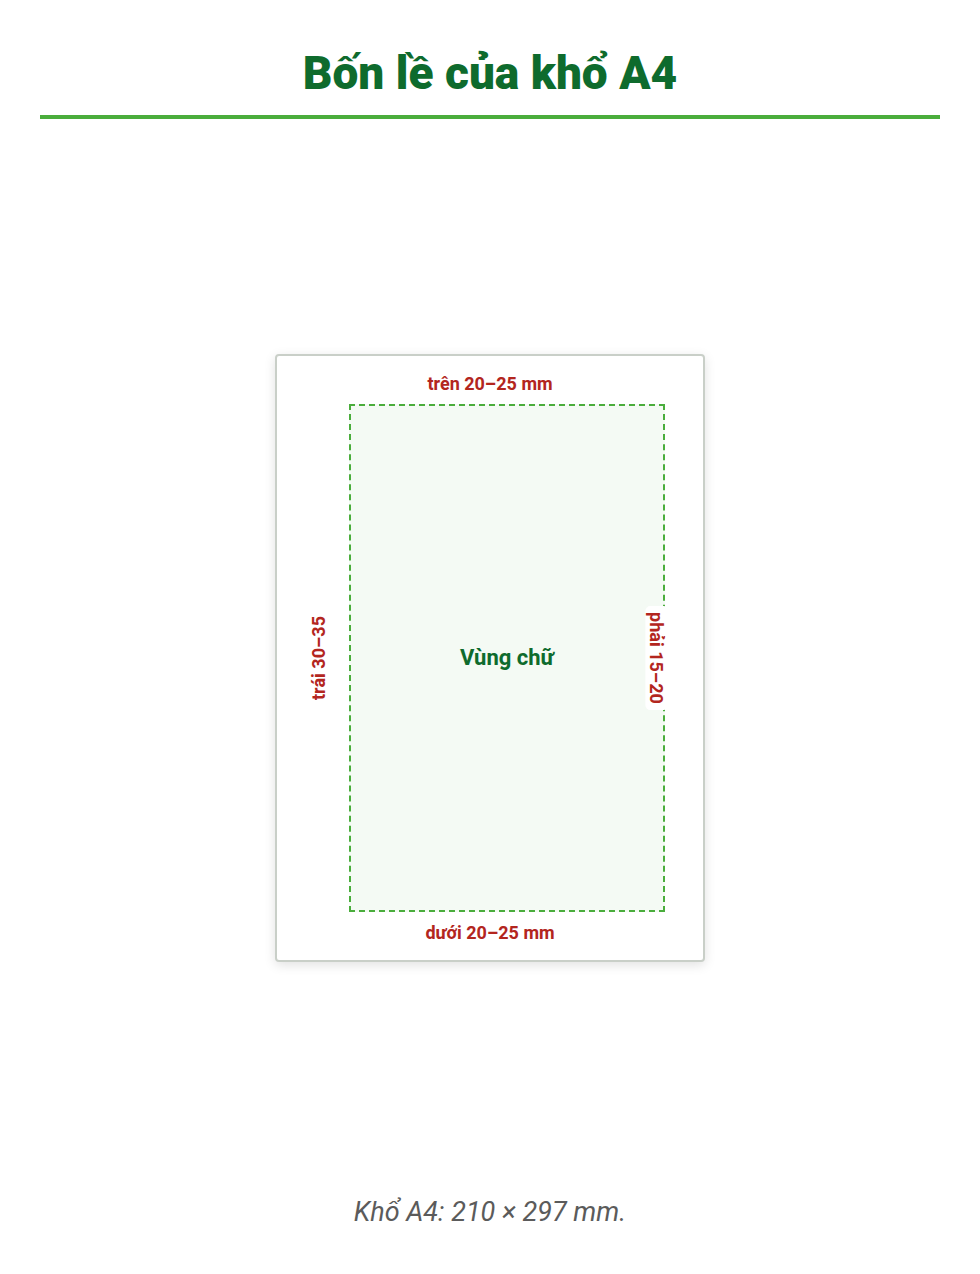 Bốn lề của khổ A4
trên 20–25 mm
trái 30–35
Vùng chữ
phải 15–20
dưới 20–25 mm
Khổ A4: 210 × 297 mm.